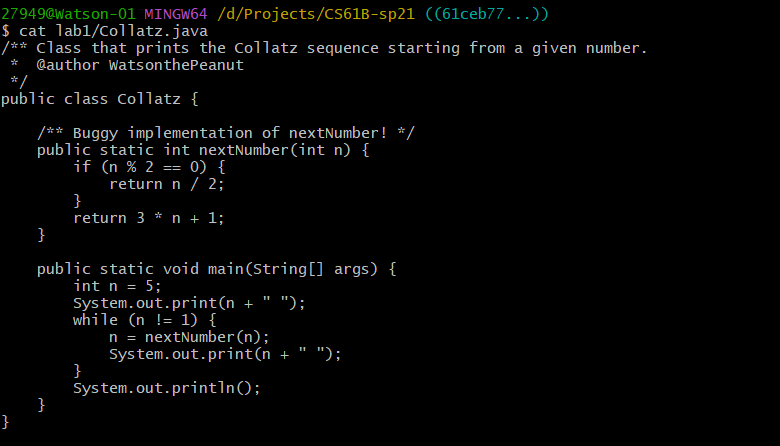 27949@Watson-01 MINGW64 /d/Projects/CS61B-sp21 ((61ceb77...))
$ cat lab1/Collatz.java
/** Class that prints the Collatz sequence starting from a given number.
 *  @author WatsonthePeanut
 */
public class Collatz {

    /** Buggy implementation of nextNumber! */
    public static int nextNumber(int n) {
        if (n % 2 == 0) {
            return n / 2;
        }
        return 3 * n + 1;
    }

    public static void main(String[] args) {
        int n = 5;
        System.out.print(n + " ");
        while (n != 1) {
            n = nextNumber(n);
            System.out.print(n + " ");
        }
        System.out.println();
    }
}